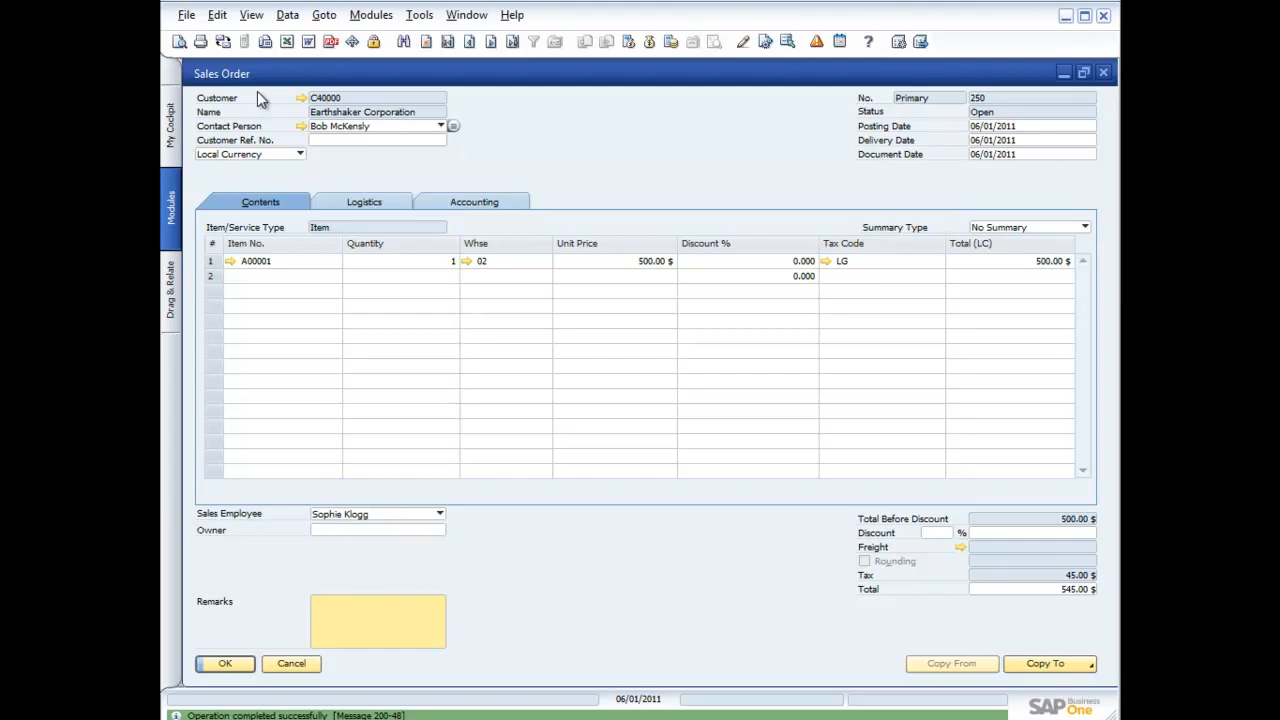 File Edit View Data Goto Modules Tools Window Help
Sales Order
My Cockpit
Modules
Drag & Relate
Customer C40000
Name Earthshaker Corporation
Contact Person Bob McKensly
Customer Ref. No.
Local Currency
No. Primary 250
Status Open
Posting Date 06/01/2011
Delivery Date 06/01/2011
Document Date 06/01/2011
Contents Logistics Accounting
Item/Service Type Item Summary Type No Summary
# Item No. Quantity Whse Unit Price Discount % Tax Code Total (LC)
1 A00001 1 02 500.00 $ 0.000 LG 500.00 $
2 0.000
Sales Employee Sophie Klogg
Owner
Remarks
Total Before Discount 500.00 $
Discount %
Freight
Rounding
Tax 45.00 $
Total 545.00 $
OK Cancel Copy From Copy To
06/01/2011
Operation completed successfully [Message 200-48]
SAP Business One